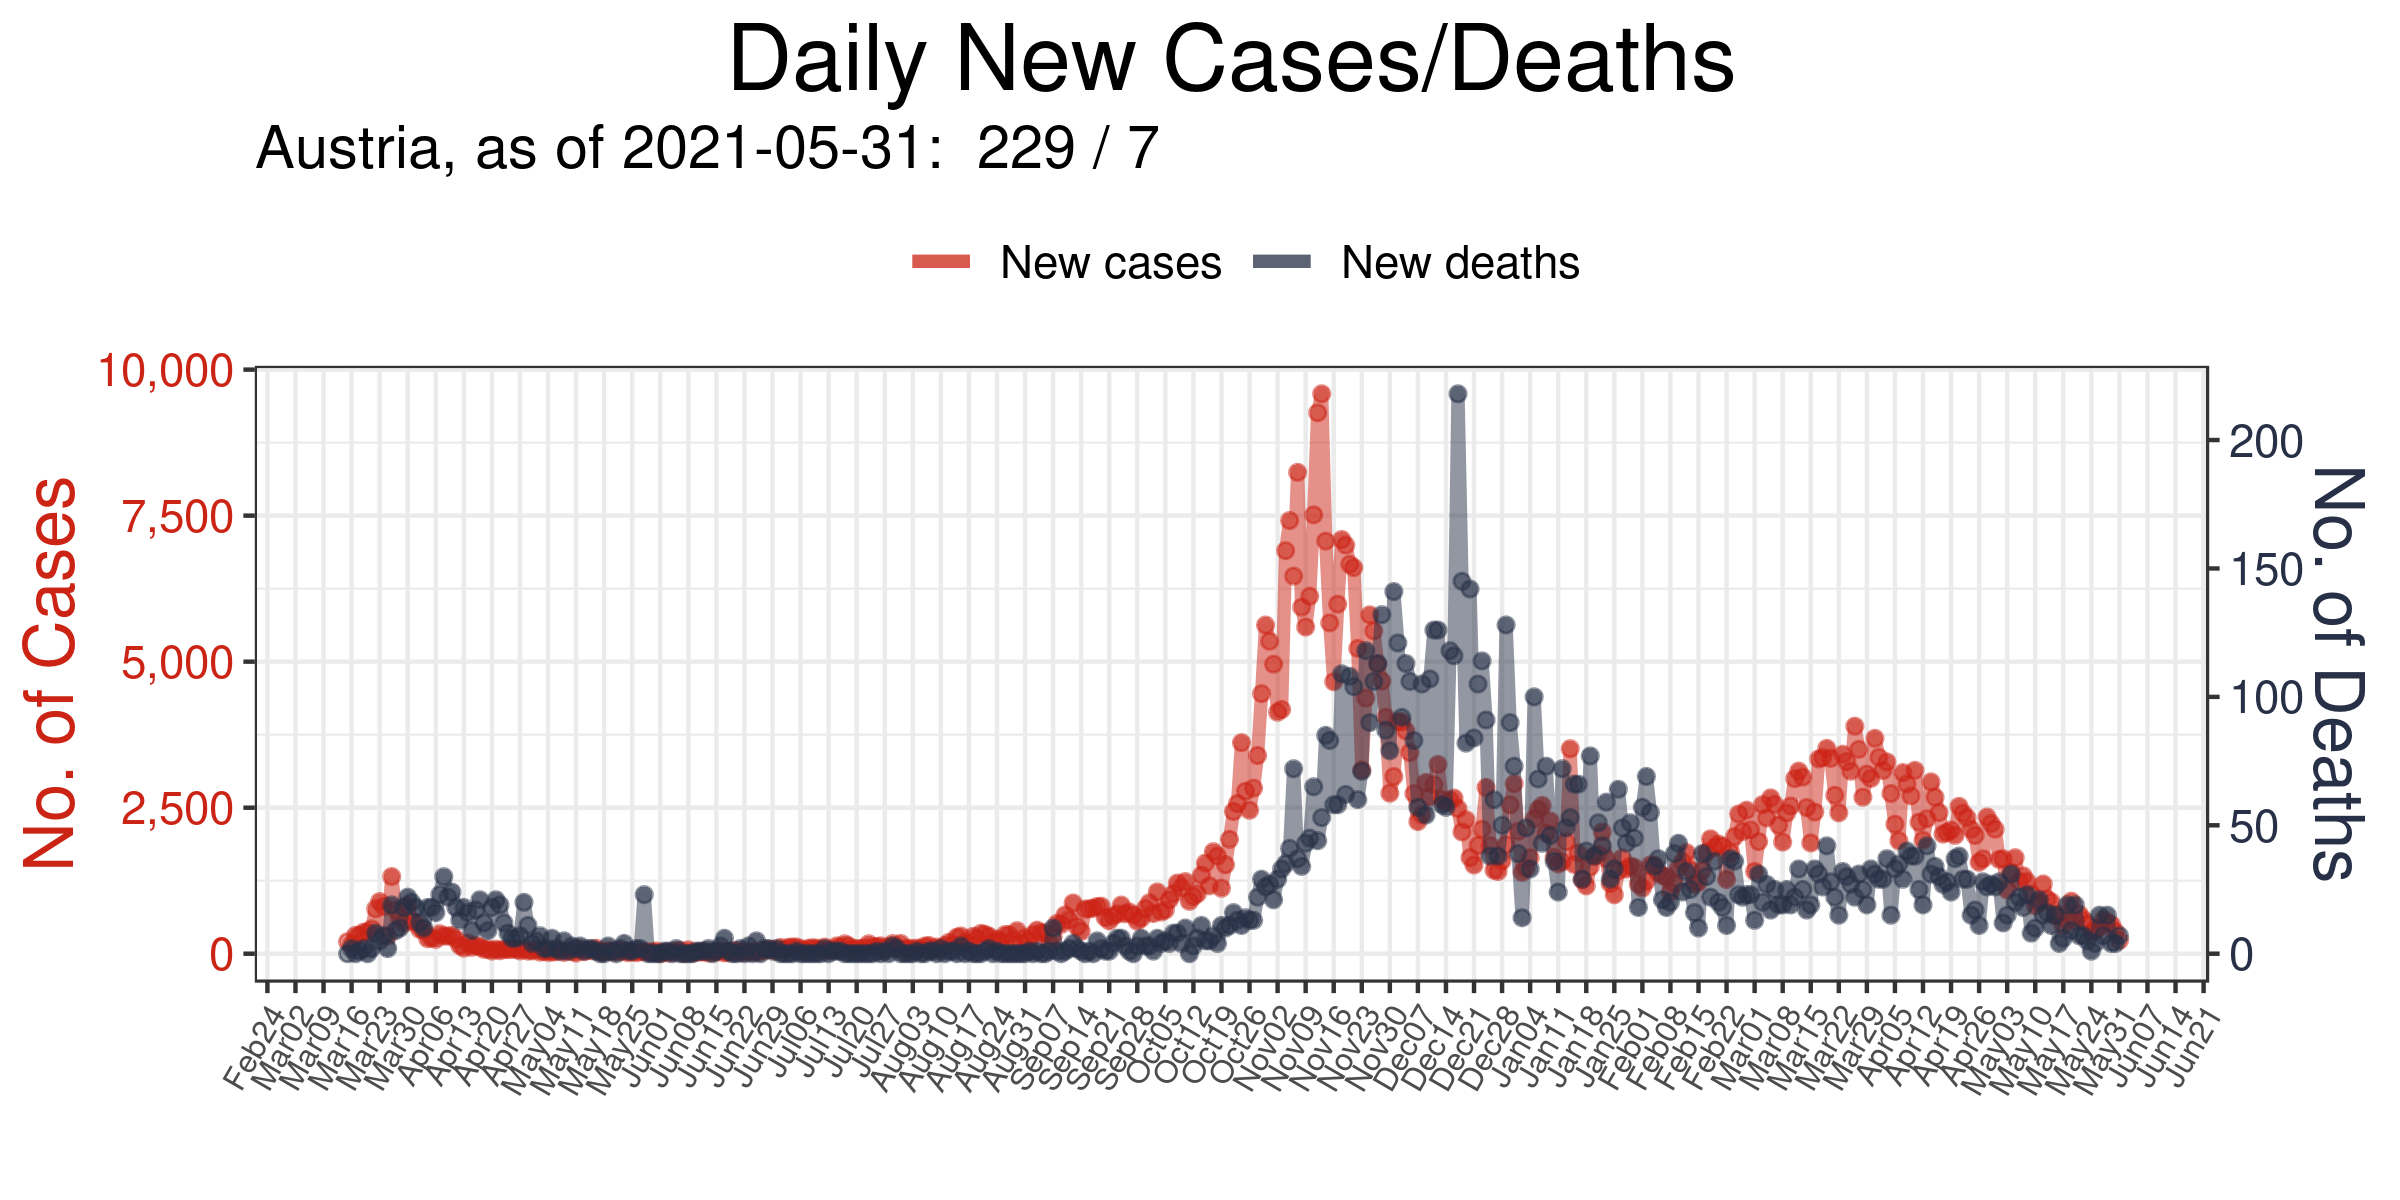 Daily New Cases/Deaths
Austria, as of 2021-05-31:  229 / 7
New cases
New deaths
No. of Cases
10,000
7,500
5,000
2,500
0
200
150
100
50
0
No. of Deaths
Feb24
Mar02
Mar09
Mar16
Mar23
Mar30
Apr06
Apr13
Apr20
Apr27
May04
May11
May18
May25
Jun01
Jun08
Jun15
Jun22
Jun29
Jul06
Jul13
Jul20
Jul27
Aug03
Aug10
Aug17
Aug24
Aug31
Sep07
Sep14
Sep21
Sep28
Oct05
Oct12
Oct19
Oct26
Nov02
Nov09
Nov16
Nov23
Nov30
Dec07
Dec14
Dec21
Dec28
Jan04
Jan11
Jan18
Jan25
Feb01
Feb08
Feb15
Feb22
Mar01
Mar08
Mar15
Mar22
Mar29
Apr05
Apr12
Apr19
Apr26
May03
May10
May17
May24
May31
Jun07
Jun14
Jun21